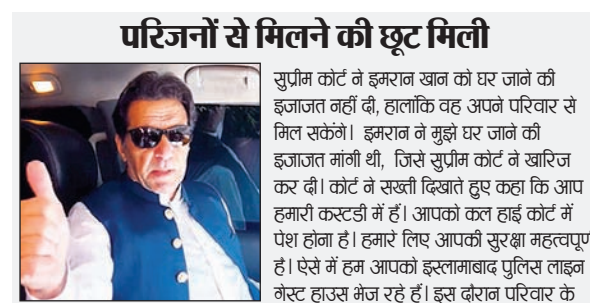 परिजनों से मिलने की छूट मिली
सुप्रीम कोर्ट ने इमरान खान को घर जाने की
इजाजत नहीं दी, हालांकि वह अपने परिवार से
मिल सकेंगे। इमरान ने मुझे घर जाने की
इजाजत मांगी थी, जिसे सुप्रीम कोर्ट ने खारिज
कर दी। कोर्ट ने सख्ती दिखाते हुए कहा कि आप
हमारी कस्टडी में हैं। आपको कल हाई कोर्ट में
पेश होना है। हमारे लिए आपकी सुरक्षा महत्वपूर्ण
है। ऐसे में हम आपको इस्लामाबाद पुलिस लाइन
गेस्ट हाउस भेज रहे हैं। इस दौरान परिवार के